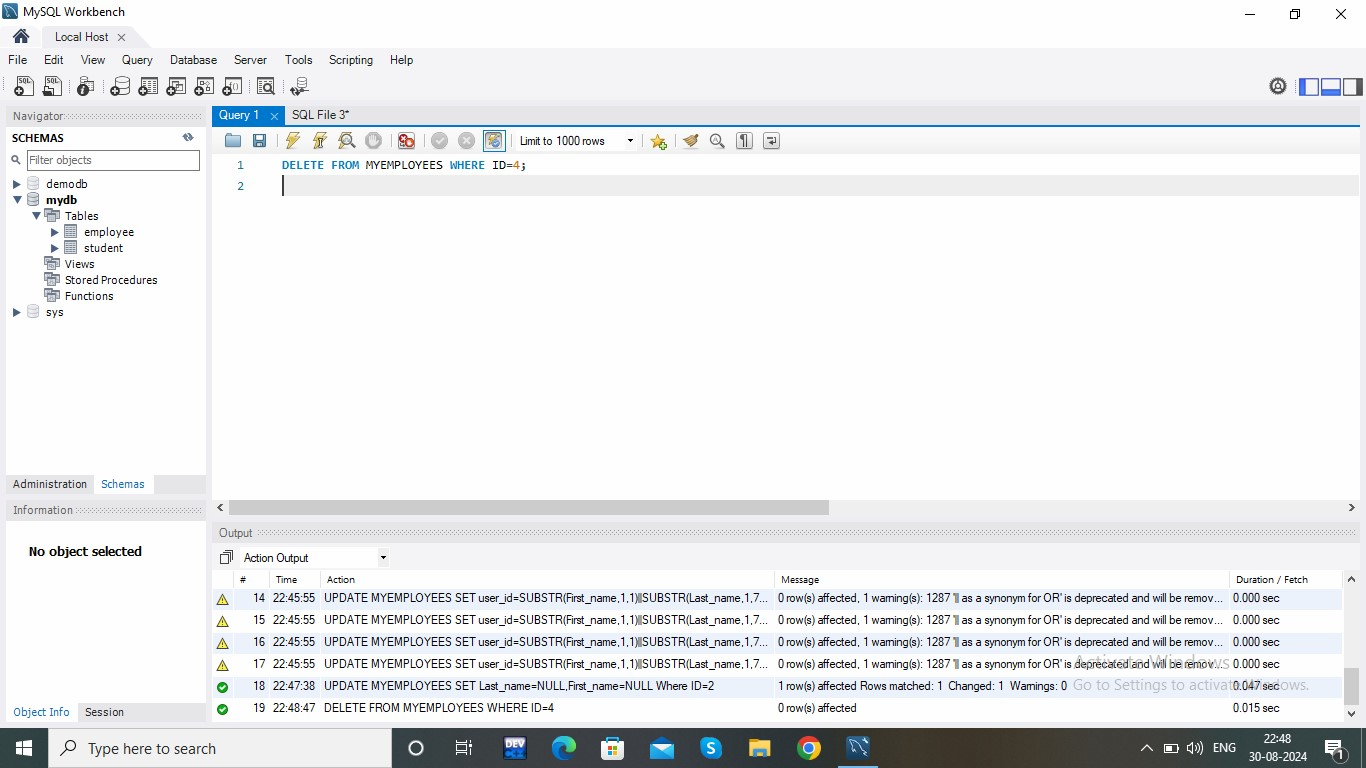 MySQL Workbench
Local Host
File Edit View Query Database Server Tools Scripting Help
Navigator
SCHEMAS
Filter objects
demodb
mydb
Tables
employee
student
Views
Stored Procedures
Functions
sys
Administration Schemas
Information
No object selected
Object Info Session
Query 1 SQL File 3*
Limit to 1000 rows
1 DELETE FROM MYEMPLOYEES WHERE ID=4;
2
Output
Action Output
# Time Action Message Duration / Fetch
14 22:45:55 UPDATE MYEMPLOYEES SET user_id=SUBSTR(First_name,1,1)||SUBSTR(Last_name,1,7... 0 row(s) affected, 1 warning(s): 1287 '|| as a synonym for OR' is deprecated and will be remov... 0.000 sec
15 22:45:55 UPDATE MYEMPLOYEES SET user_id=SUBSTR(First_name,1,1)||SUBSTR(Last_name,1,7... 0 row(s) affected, 1 warning(s): 1287 '|| as a synonym for OR' is deprecated and will be remov... 0.000 sec
16 22:45:55 UPDATE MYEMPLOYEES SET user_id=SUBSTR(First_name,1,1)||SUBSTR(Last_name,1,7... 0 row(s) affected, 1 warning(s): 1287 '|| as a synonym for OR' is deprecated and will be remov... 0.000 sec
17 22:45:55 UPDATE MYEMPLOYEES SET user_id=SUBSTR(First_name,1,1)||SUBSTR(Last_name,1,7... 0 row(s) affected, 1 warning(s): 1287 '|| as a synonym for OR' is deprecated and will be remov... 0.000 sec
18 22:47:38 UPDATE MYEMPLOYEES SET Last_name=NULL,First_name=NULL Where ID=2 1 row(s) affected Rows matched: 1 Changed: 1 Warnings: 0 0.047 sec
19 22:48:47 DELETE FROM MYEMPLOYEES WHERE ID=4 0 row(s) affected 0.015 sec
Activate Windows
Go to Settings to activate Windows.
Type here to search
DEV
ENG
22:48
30-08-2024
1